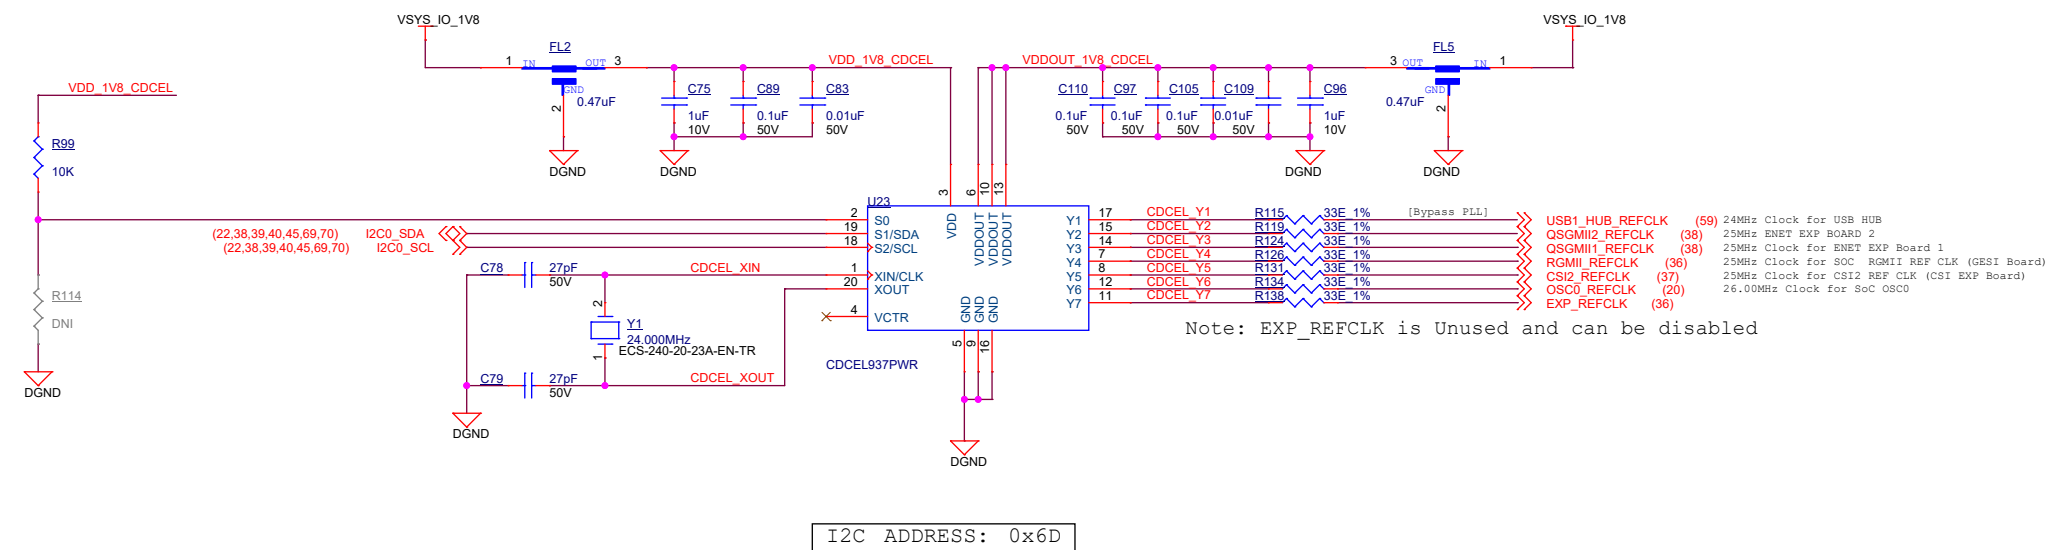 VSYS_IO_1V8
VSYS_IO_1V8
FL2
FL5
1 IN OUT 3
VDD_1V8_CDCEL
VDDOUT_1V8_CDCEL
3 OUT IN 1
GND
2
0.47uF
C75
1uF
10V
C89
0.1uF
50V
C83
0.01uF
50V
C110
0.1uF
50V
C97
0.1uF
50V
C105
0.1uF
50V
C109
0.01uF
50V
C96
1uF
10V
GND
2
0.47uF
DGND
DGND
DGND
DGND
VDD_1V8_CDCEL
R99
10K
R114
DNI
DGND
U23
3
6
10
13
VDD
VDDOUT
VDDOUT
VDDOUT
2 S0
(22,38,39,40,45,69,70) I2C0_SDA 19 S1/SDA
(22,38,39,40,45,69,70) I2C0_SCL 18 S2/SCL
C78
27pF
50V
CDCEL_XIN
1 XIN/CLK
20 XOUT
4 VCTR
2
Y1
24.000MHz
ECS-240-20-23A-EN-TR
1
C79
27pF
50V
CDCEL_XOUT
DGND
GND
GND
GND
5
9
16
DGND
CDCEL937PWR
Y1 17 CDCEL_Y1 R115 33E_1% [Bypass PLL] USB1_HUB_REFCLK (59) 24MHz Clock for USB HUB
Y2 15 CDCEL_Y2 R119 33E_1% QSGMII2_REFCLK (38) 25MHz ENET EXP BOARD 2
Y3 14 CDCEL_Y3 R124 33E_1% QSGMII1_REFCLK (38) 25MHz Clock for ENET EXP Board 1
Y4 7 CDCEL_Y4 R126 33E_1% RGMII_REFCLK (36) 25MHz Clock for SOC RGMII REF CLK (GESI Board)
Y5 8 CDCEL_Y5 R131 33E_1% CSI2_REFCLK (37) 25MHz Clock for CSI2 REF CLK (CSI EXP Board)
Y6 12 CDCEL_Y6 R134 33E_1% OSC0_REFCLK (20) 26.00MHz Clock for SoC OSC0
Y7 11 CDCEL_Y7 R138 33E_1% EXP_REFCLK (36)
Note: EXP_REFCLK is Unused and can be disabled
I2C ADDRESS: 0x6D